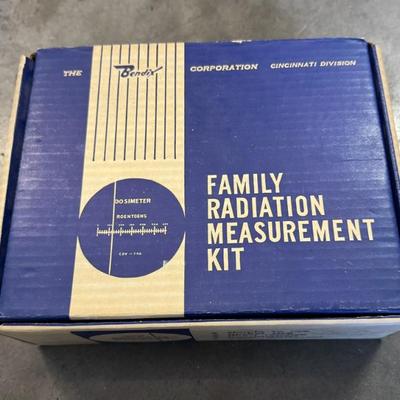 THE Bendix CORPORATION CINCINNATI DIVISION
DOSIMETER
ROENTGENS
FAMILY
RADIATION
MEASUREMENT
KIT